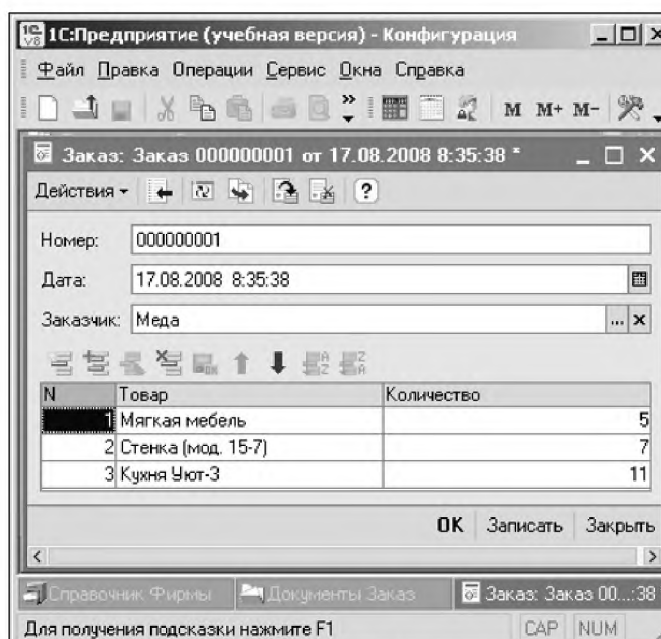 1С:Предприятие (учебная версия) - Конфигурация
Файл Правка Операции Сервис Окна Справка
M M+ M-
Заказ: Заказ 000000001 от 17.08.2008 8:35:38 *
Действия
Номер: 000000001
Дата: 17.08.2008 8:35:38
Заказчик: Меда
N Товар Количество
1 Мягкая мебель 5
2 Стенка (мод. 15-7) 7
3 Кухня Уют-3 11
OK Записать Закрыть
Справочник Фирмы Документы Заказ Заказ: Заказ 00...:38
Для получения подсказки нажмите F1 CAP NUM